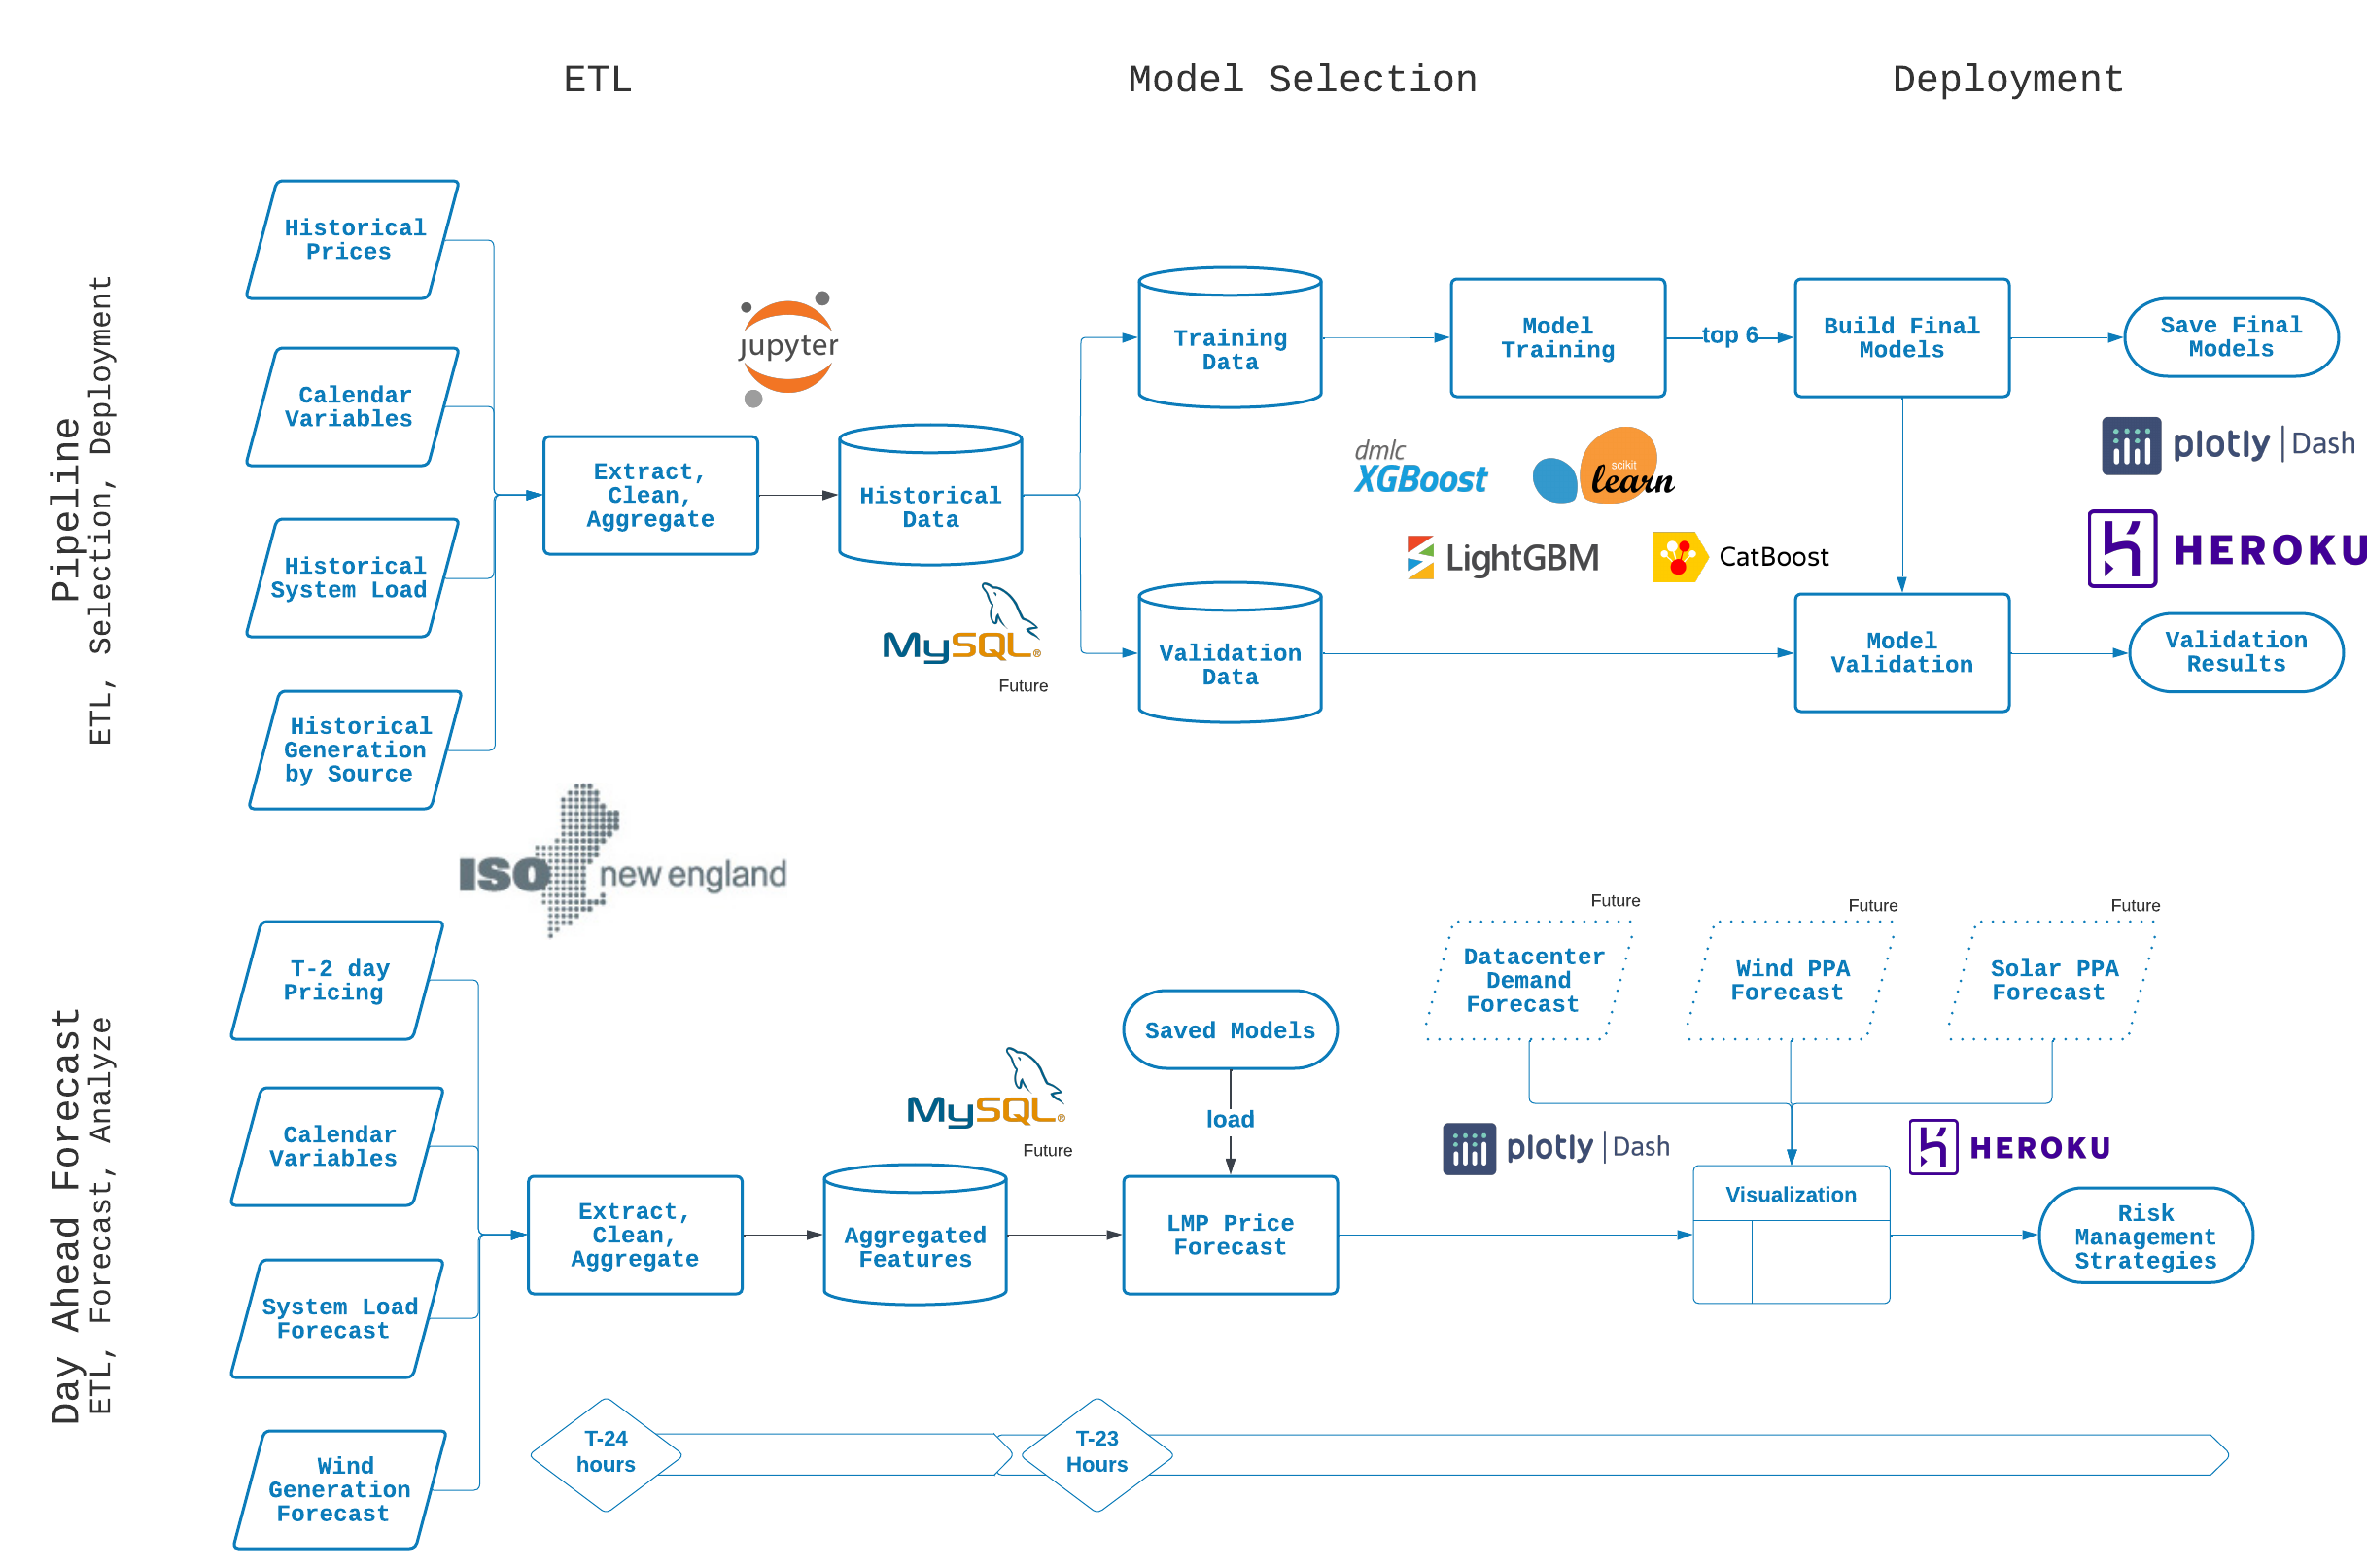 ETL
Model Selection
Deployment
Pipeline
ETL, Selection, Deployment
Historical
Prices
Calendar
Variables
Historical
System Load
Historical
Generation
by Source
Extract,
Clean,
Aggregate
jupyter
Historical
Data
MySQL®
Future
Training
Data
Validation
Data
Model
Training
top 6
dmlc
XGBoost
scikit
learn
LightGBM
CatBoost
Build Final
Models
Save Final
Models
plotly | Dash
HEROKU
Model
Validation
Validation
Results
ISO new england
Day Ahead Forecast
ETL, Forecast, Analyze
T-2 day
Pricing
Calendar
Variables
System Load
Forecast
Wind
Generation
Forecast
Extract,
Clean,
Aggregate
MySQL®
Future
Aggregated
Features
Saved Models
load
LMP Price
Forecast
Future
Datacenter
Demand
Forecast
Future
Wind PPA
Forecast
Future
Solar PPA
Forecast
plotly | Dash
HEROKU
Visualization
Risk
Management
Strategies
T-24
hours
T-23
Hours